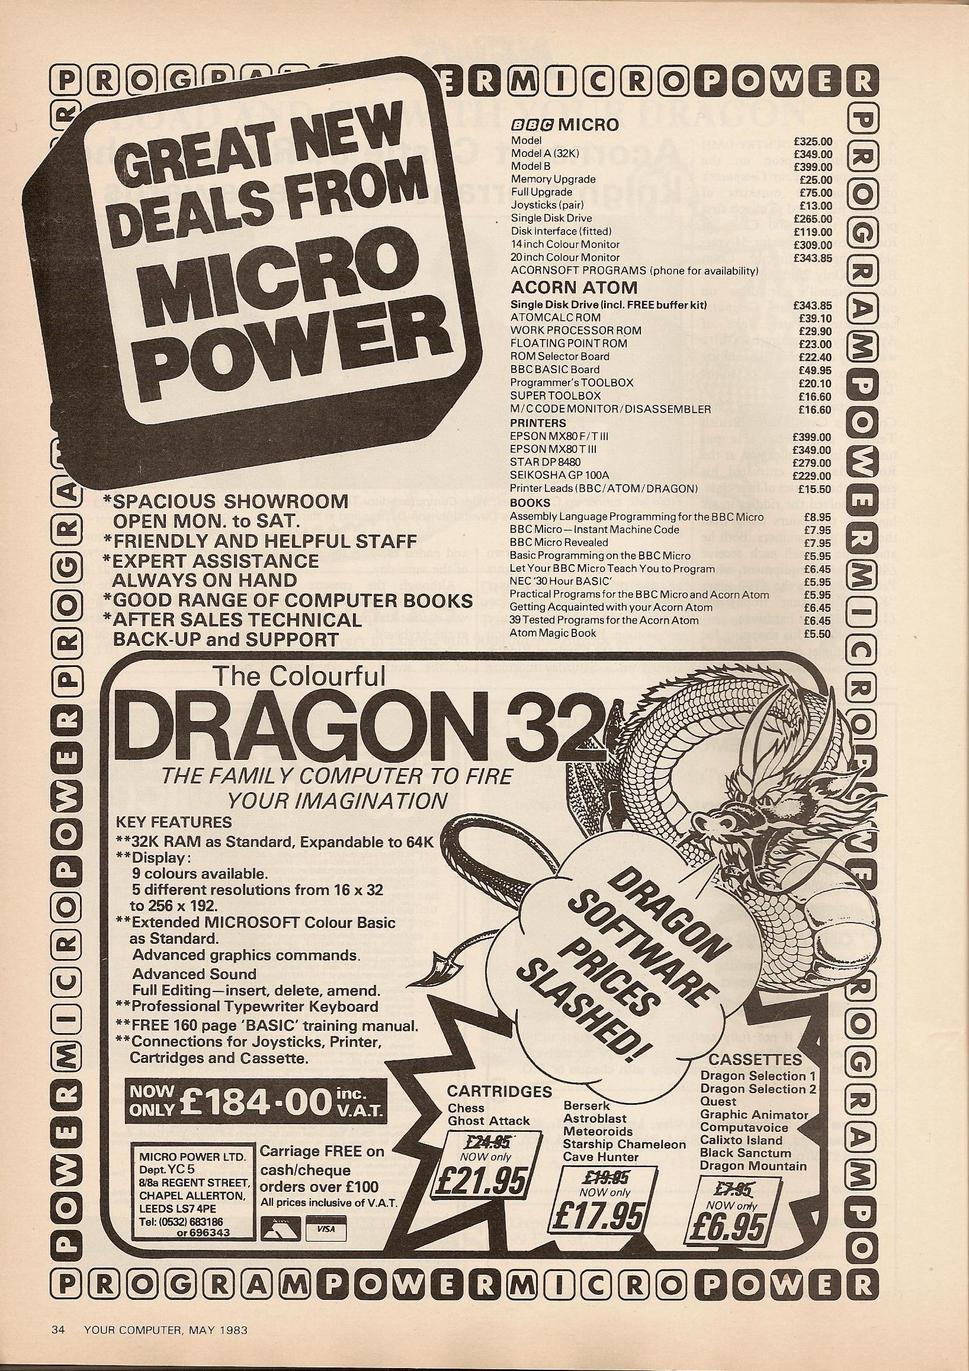 PROGRAMPOWERMICROPOWER
GREAT NEW
DEALS FROM
MICRO
POWER
*SPACIOUS SHOWROOM
OPEN MON. to SAT.
*FRIENDLY AND HELPFUL STAFF
*EXPERT ASSISTANCE
ALWAYS ON HAND
*GOOD RANGE OF COMPUTER BOOKS
*AFTER SALES TECHNICAL
BACK-UP and SUPPORT
BBC MICRO
Model £325.00
Model A (32K) £349.00
Model B £399.00
Memory Upgrade £25.00
Full Upgrade £75.00
Joysticks (pair) £13.00
Single Disk Drive £265.00
Disk Interface (fitted) £119.00
14 inch Colour Monitor £309.00
20 inch Colour Monitor £343.85
ACORNSOFT PROGRAMS (phone for availability)
ACORN ATOM
Single Disk Drive (incl. FREE buffer kit) £343.85
ATOMCALC ROM £39.10
WORK PROCESSOR ROM £29.90
FLOATING POINT ROM £23.00
ROM Selector Board £22.40
BBC BASIC Board £49.95
Programmer's TOOLBOX £20.10
SUPER TOOLBOX £16.60
M/C CODE MONITOR/DISASSEMBLER £16.60
PRINTERS
EPSON MX80 F/T III £399.00
EPSON MX80 T III £349.00
STAR DP 8480 £279.00
SEIKOSHA GP 100A £229.00
Printer Leads (BBC/ATOM/DRAGON) £15.50
BOOKS
Assembly Language Programming for the BBC Micro £8.95
BBC Micro—Instant Machine Code £7.95
BBC Micro Revealed £7.95
Basic Programming on the BBC Micro £5.95
Let Your BBC Micro Teach You to Program £6.45
NEC '30 Hour BASIC' £5.95
Practical Programs for the BBC Micro and Acorn Atom £5.95
Getting Acquainted with your Acorn Atom £6.45
39 Tested Programs for the Acorn Atom £6.45
Atom Magic Book £5.50
The Colourful
DRAGON 32
THE FAMILY COMPUTER TO FIRE
YOUR IMAGINATION
KEY FEATURES
**32K RAM as Standard, Expandable to 64K
**Display:
9 colours available.
5 different resolutions from 16 x 32
to 256 x 192.
**Extended MICROSOFT Colour Basic
as Standard.
Advanced graphics commands.
Advanced Sound
Full Editing—insert, delete, amend.
**Professional Typewriter Keyboard
**FREE 160 page 'BASIC' training manual.
**Connections for Joysticks, Printer,
Cartridges and Cassette.
NOW ONLY £184·00 inc. V.A.T.
DRAGON
SOFTWARE
PRICES
SLASHED!
CARTRIDGES
Chess
Ghost Attack
£24.95
NOW only
£21.95
Berserk
Astroblast
Meteoroids
Starship Chameleon
Cave Hunter
£19.95
NOW only
£17.95
CASSETTES
Dragon Selection 1
Dragon Selection 2
Quest
Graphic Animator
Computavoice
Calixto Island
Black Sanctum
Dragon Mountain
£7.95
NOW only
£6.95
MICRO POWER LTD.
Dept. YC 5
8/8a REGENT STREET,
CHAPEL ALLERTON,
LEEDS LS7 4PE
Tel: (0532) 683186
or 696343
Carriage FREE on
cash/cheque
orders over £100
All prices inclusive of V.A.T.
VISA
PROGRAMPOWERMICROPOWER
PROGRAMPOWERMICROPOWER
PROGRAMPOWERMICROPOWER
34 YOUR COMPUTER, MAY 1983